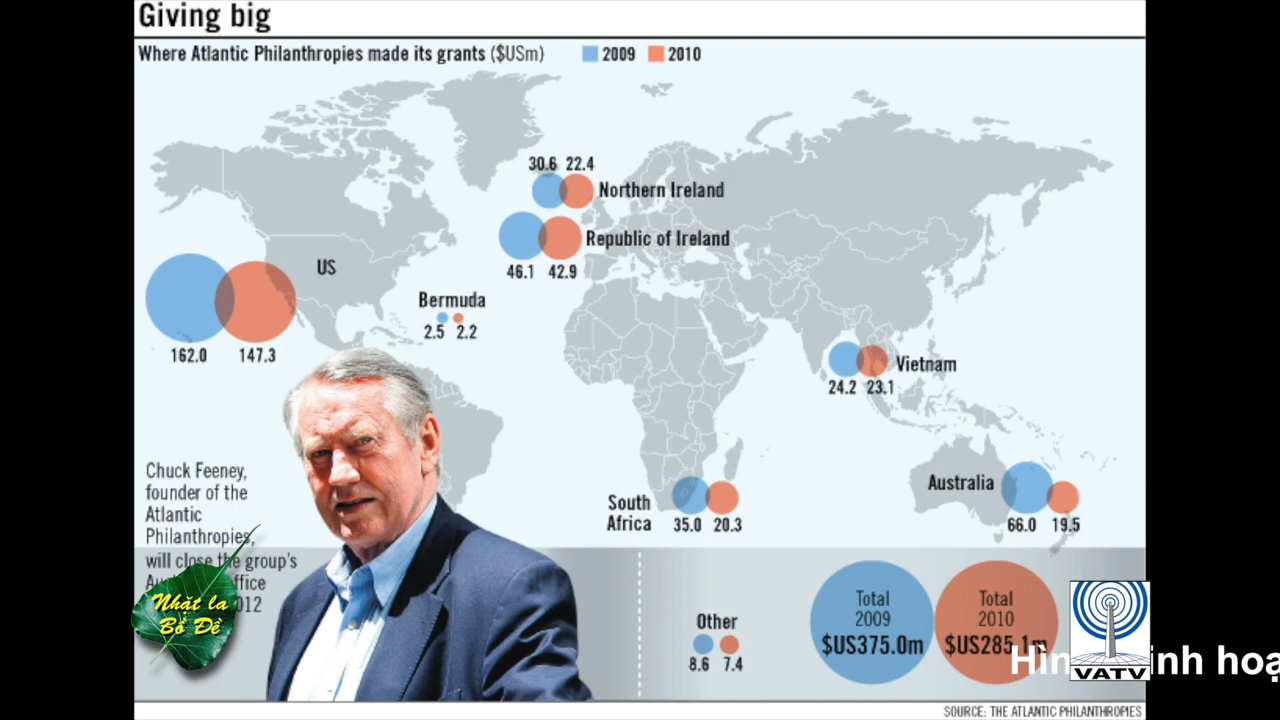 Giving big
Where Atlantic Philanthropies made its grants ($USm)
2009
2010
30.6 22.4
Northern Ireland
Republic of Ireland
46.1 42.9
US
162.0 147.3
Bermuda
2.5 2.2
Vietnam
24.2 23.1
Australia
66.0 19.5
South
Africa
35.0 20.3
Chuck Feeney,
founder of the
Atlantic
Philanthropies,
will close the group's
Nhặt lá
Bồ Đề
Other
8.6 7.4
Total
2009
$US375.0m
Total
2010
$US285.1m
VATV
SOURCE: THE ATLANTIC PHILANTHROPIES